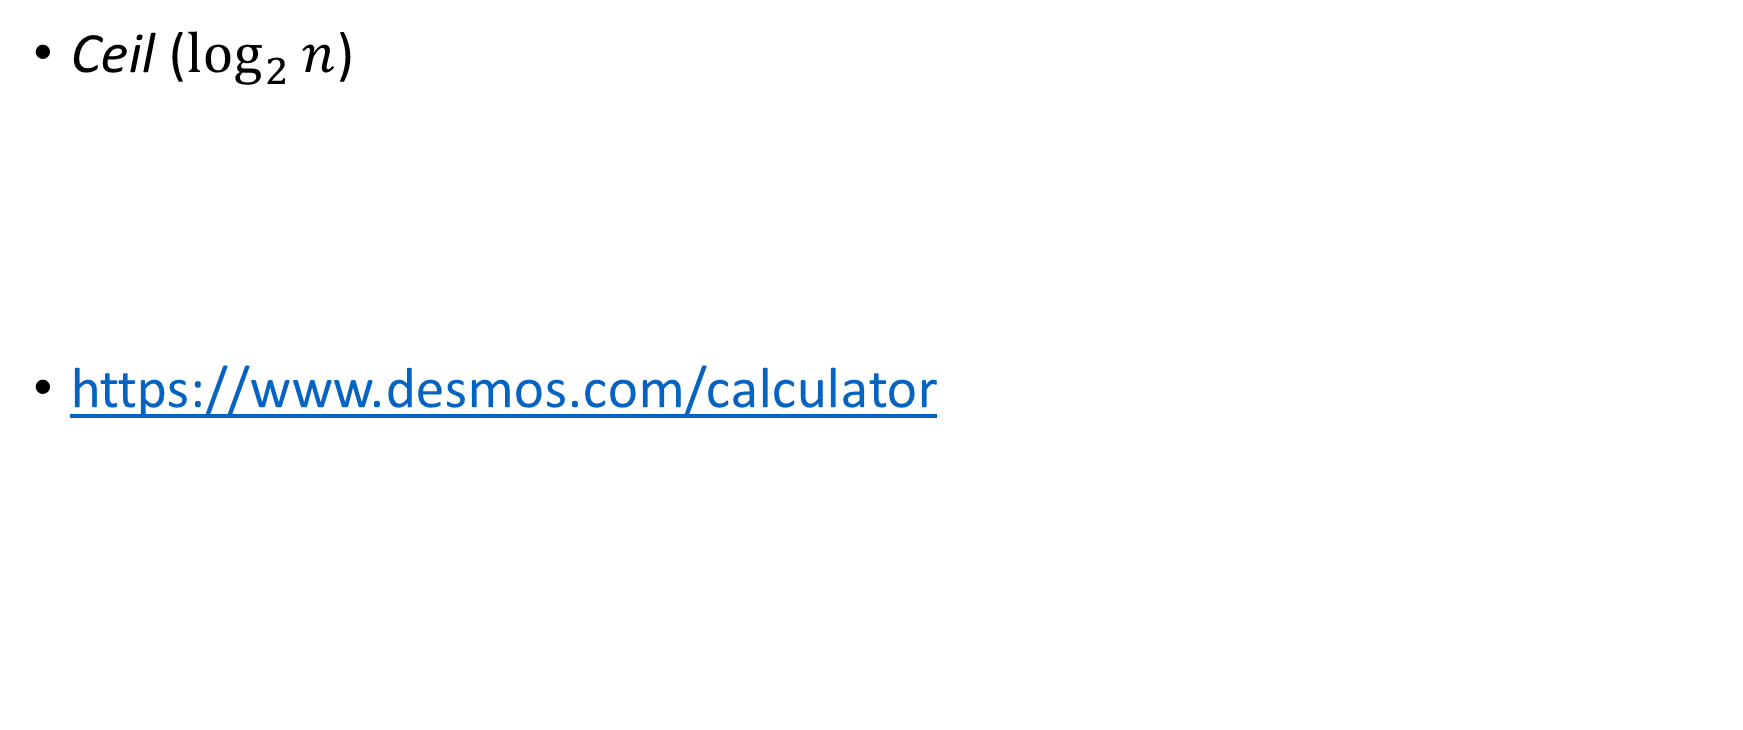 • Ceil (log₂ n)
• https://www.desmos.com/calculator